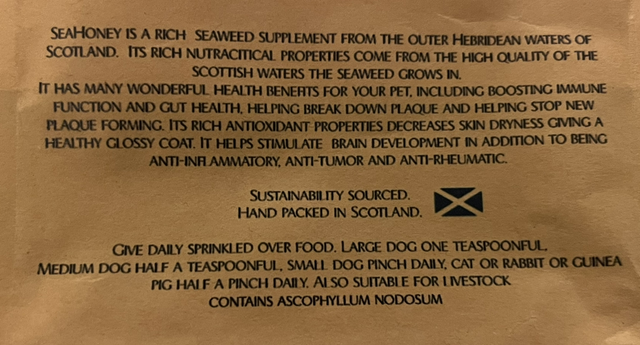 SeaHoney is a rich seaweed supplement from the outer Hebridean waters of
Scotland. Its rich nutracitical properties come from the high quality of the
Scottish waters the seaweed grows in.
It has many wonderful health benefits for your pet, including boosting immune
function and gut health, helping break down plaque and helping stop new
plaque forming. Its rich antioxidant properties decreases skin dryness giving a
healthy glossy coat. It helps stimulate brain development in addition to being
anti-inflammatory, anti-tumor and anti-rheumatic.
Sustainability sourced.
Hand packed in Scotland.
Give daily sprinkled over food. Large dog one teaspoonful.
Medium dog half a teaspoonful, small dog pinch daily, cat or rabbit or guinea
pig half a pinch daily. Also suitable for livestock
contains ascophyllum nodosum